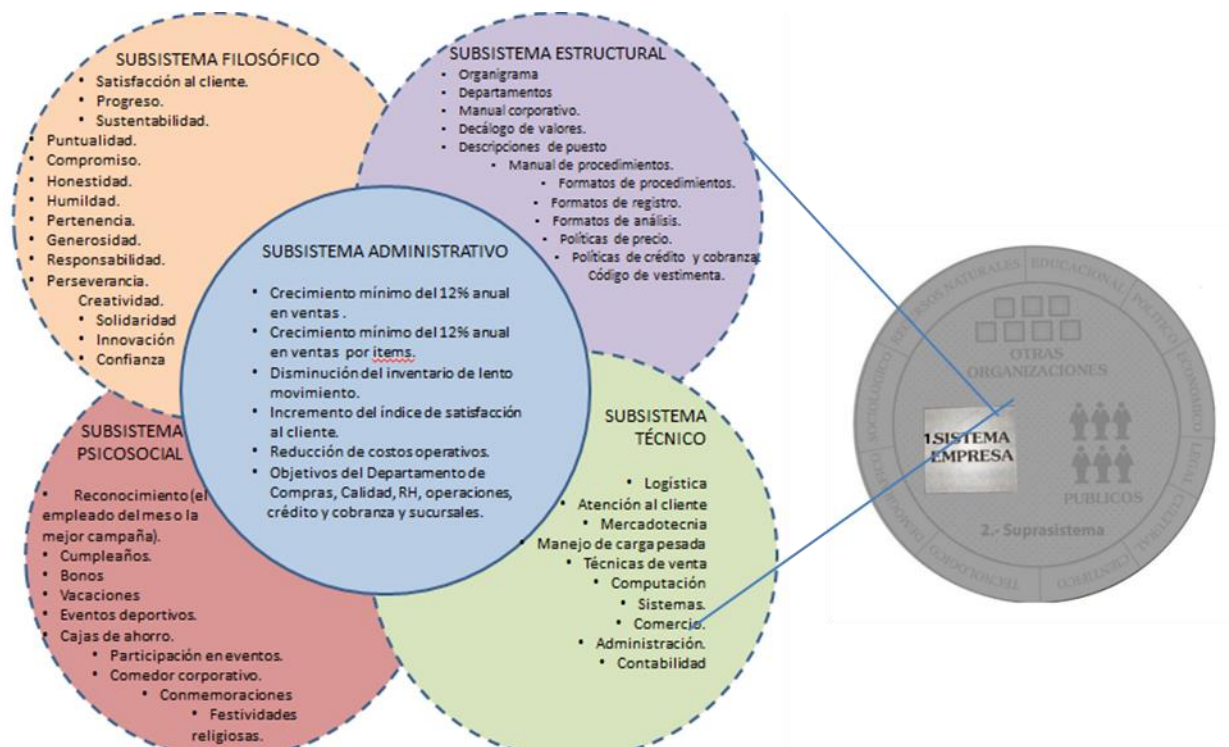 SUBSISTEMA FILOSÓFICO
• Satisfacción al cliente.
• Progreso.
• Sustentabilidad.
• Puntualidad.
• Compromiso.
• Honestidad.
• Humildad.
• Pertenencia.
• Generosidad.
• Responsabilidad.
• Perseverancia.
Creatividad.
• Solidaridad
• Innovación
• Confianza
SUBSISTEMA ESTRUCTURAL
▪ Organigrama
▪ Departamentos
▪ Manual corporativo.
▪ Decálogo de valores.
▪ Descripciones de puesto
▪ Manual de procedimientos.
▪ Formatos de procedimientos.
▪ Formatos de registro.
▪ Formatos de análisis.
▪ Políticas de precio.
▪ Políticas de crédito y cobranza.
Código de vestimenta.
SUBSISTEMA ADMINISTRATIVO
• Crecimiento mínimo del 12% anual
en ventas .
• Crecimiento mínimo del 12% anual
en ventas por items.
• Disminución del inventario de lento
movimiento.
• Incremento del índice de satisfacción
al cliente.
• Reducción de costos operativos.
• Objetivos del Departamento de
Compras, Calidad, RH, operaciones,
crédito y cobranza y sucursales.
SUBSISTEMA
PSICOSOCIAL
• Reconocimiento (el
empleado del mes o la
mejor campaña).
• Cumpleaños.
• Bonos
• Vacaciones
• Eventos deportivos.
• Cajas de ahorro.
• Participación en eventos.
• Comedor corporativo.
• Conmemoraciones
• Festividades
religiosas.
SUBSISTEMA
TÉCNICO
• Logística
• Atención al cliente
• Mercadotecnia
• Manejo de carga pesada
• Técnicas de venta
• Computación
• Sistemas.
• Comercio.
• Administración.
• Contabilidad
RECURSOS NATURALES
EDUCACIONAL
POLITICO
ECONOMICO
LEGAL
CULTURAL
CIENTIFICO
TECNOLOGICO
DEMOGRAFICO
SOCIOLOGICO
OTRAS
ORGANIZACIONES
1.SISTEMA
EMPRESA
PUBLICOS
2.- Suprasistema